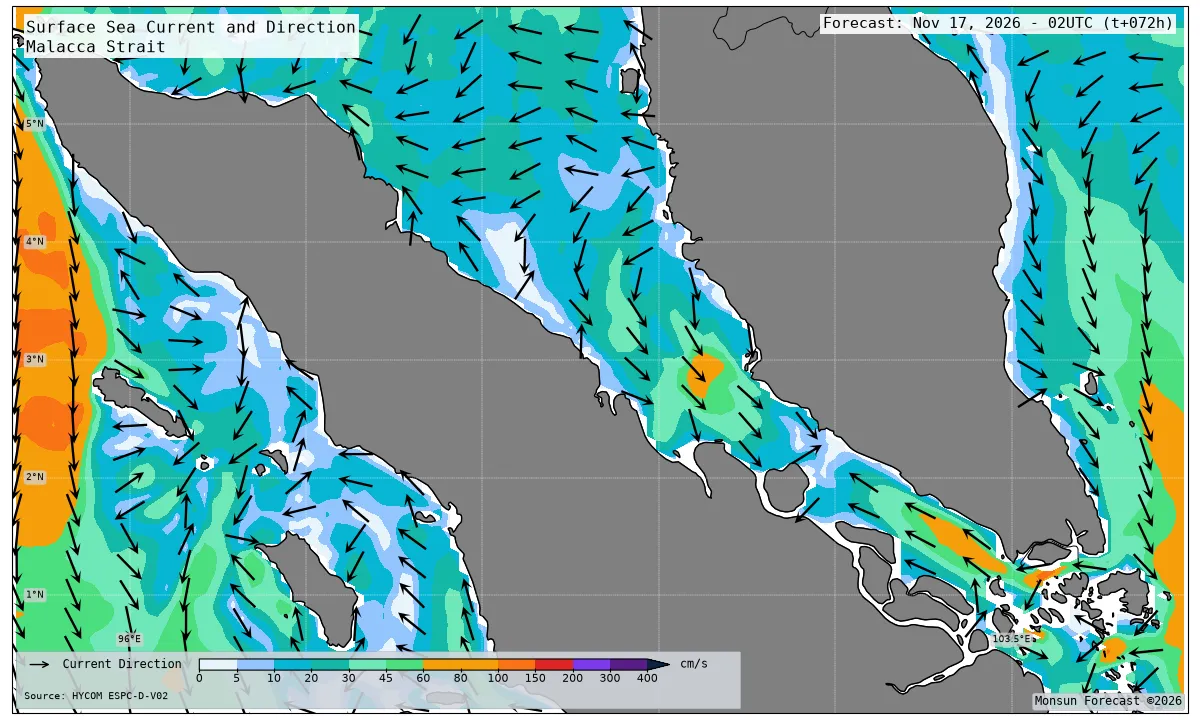 Surface Sea Current and Direction
Malacca Strait
Forecast: Nov 17, 2026 - 02UTC (t+072h)
5°N
4°N
3°N
2°N
1°N
96°E
103.5°E
Current Direction
0 5 10 20 30 45 60 80 100 150 200 300 400
cm/s
Source: HYCOM ESPC-D-V02
Monsun Forecast ©2026